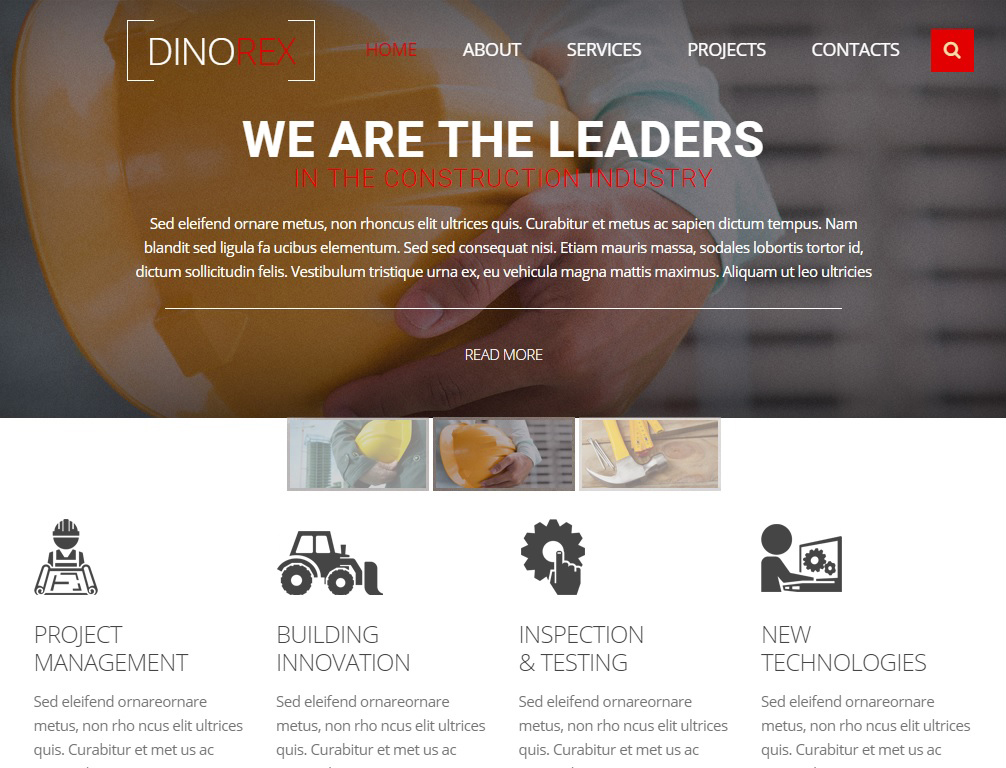 DINOREX
HOME ABOUT SERVICES PROJECTS CONTACTS
WE ARE THE LEADERS
IN THE CONSTRUCTION INDUSTRY
Sed eleifend ornare metus, non rhoncus elit ultrices quis. Curabitur et metus ac sapien dictum tempus. Nam
blandit sed ligula fa ucibus elementum. Sed sed consequat nisi. Etiam mauris massa, sodales lobortis tortor id,
dictum sollicitudin felis. Vestibulum tristique urna ex, eu vehicula magna mattis maximus. Aliquam ut leo ultricies
READ MORE
PROJECT
MANAGEMENT
Sed eleifend ornareornare
metus, non rho ncus elit ultrices
quis. Curabitur et met us ac
BUILDING
INNOVATION
Sed eleifend ornareornare
metus, non rho ncus elit ultrices
quis. Curabitur et met us ac
INSPECTION
& TESTING
Sed eleifend ornareornare
metus, non rho ncus elit ultrices
quis. Curabitur et met us ac
NEW
TECHNOLOGIES
Sed eleifend ornareornare
metus, non rho ncus elit ultrices
quis. Curabitur et met us ac